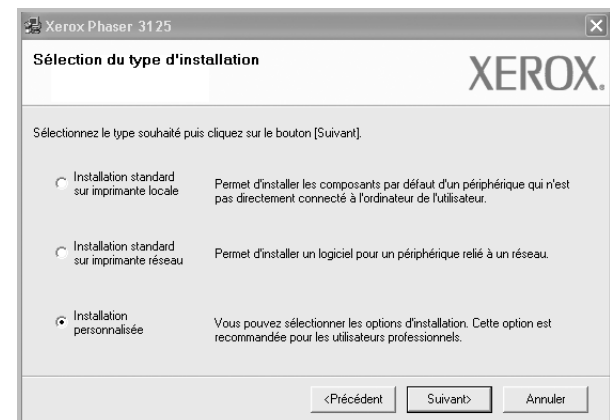 Xerox Phaser 3125
Sélection du type d'installation
XEROX.
Sélectionnez le type souhaité puis cliquez sur le bouton [Suivant].
Installation standard
sur imprimante locale
Permet d'installer les composants par défaut d'un périphérique qui n'est
pas directement connecté à l'ordinateur de l'utilisateur.
Installation standard
sur imprimante réseau
Permet d'installer un logiciel pour un périphérique relié à un réseau.
Installation
personnalisée
Vous pouvez sélectionner les options d'installation. Cette option est
recommandée pour les utilisateurs professionnels.
<Précédent
Suivant>
Annuler